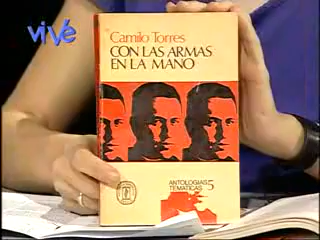 vivé
Camilo Torres
CON LAS ARMAS
EN LA MANO
ANTOLOGIAS
TEMATICAS 5